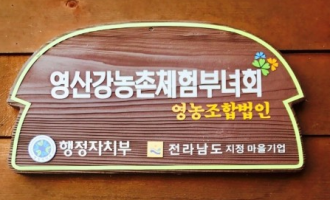 영산강농촌체험부녀회
영농조합법인
행정자치부 전라남도 지정 마을기업